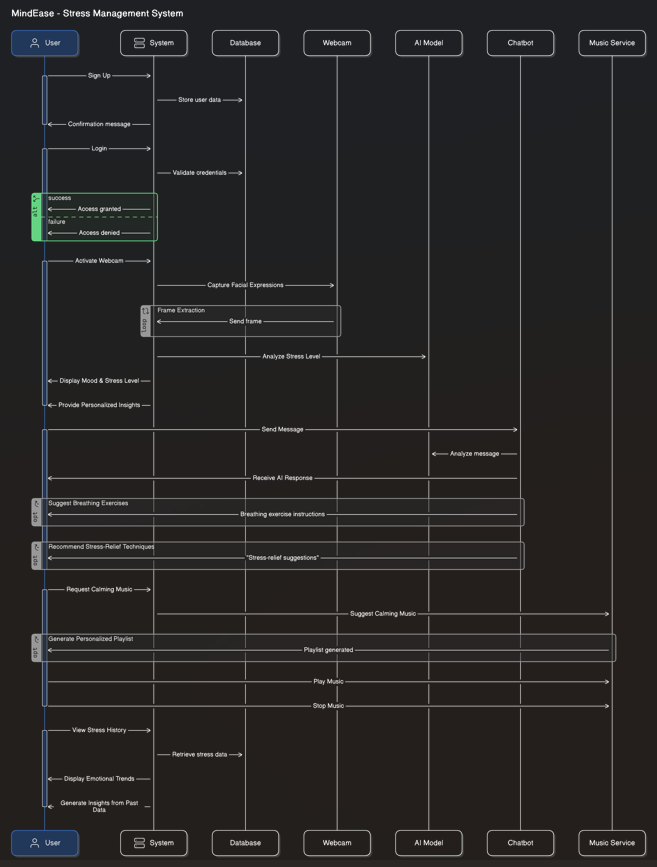 MindEase - Stress Management System
User System Database Webcam AI Model Chatbot Music Service
Sign Up
Store user data
Confirmation message
Login
Validate credentials
alt
success
Access granted
failure
Access denied
Activate Webcam
Capture Facial Expressions
loop
Frame Extraction
Send frame
Analyze Stress Level
Display Mood & Stress Level
Provide Personalized Insights
Send Message
Analyze message
Receive AI Response
opt
Suggest Breathing Exercises
Breathing exercise instructions
opt
Recommend Stress-Relief Techniques
"Stress-relief suggestions"
Request Calming Music
Suggest Calming Music
opt
Generate Personalized Playlist
Playlist generated
Play Music
Stop Music
View Stress History
Retrieve stress data
Display Emotional Trends
Generate Insights from Past
Data
User System Database Webcam AI Model Chatbot Music Service